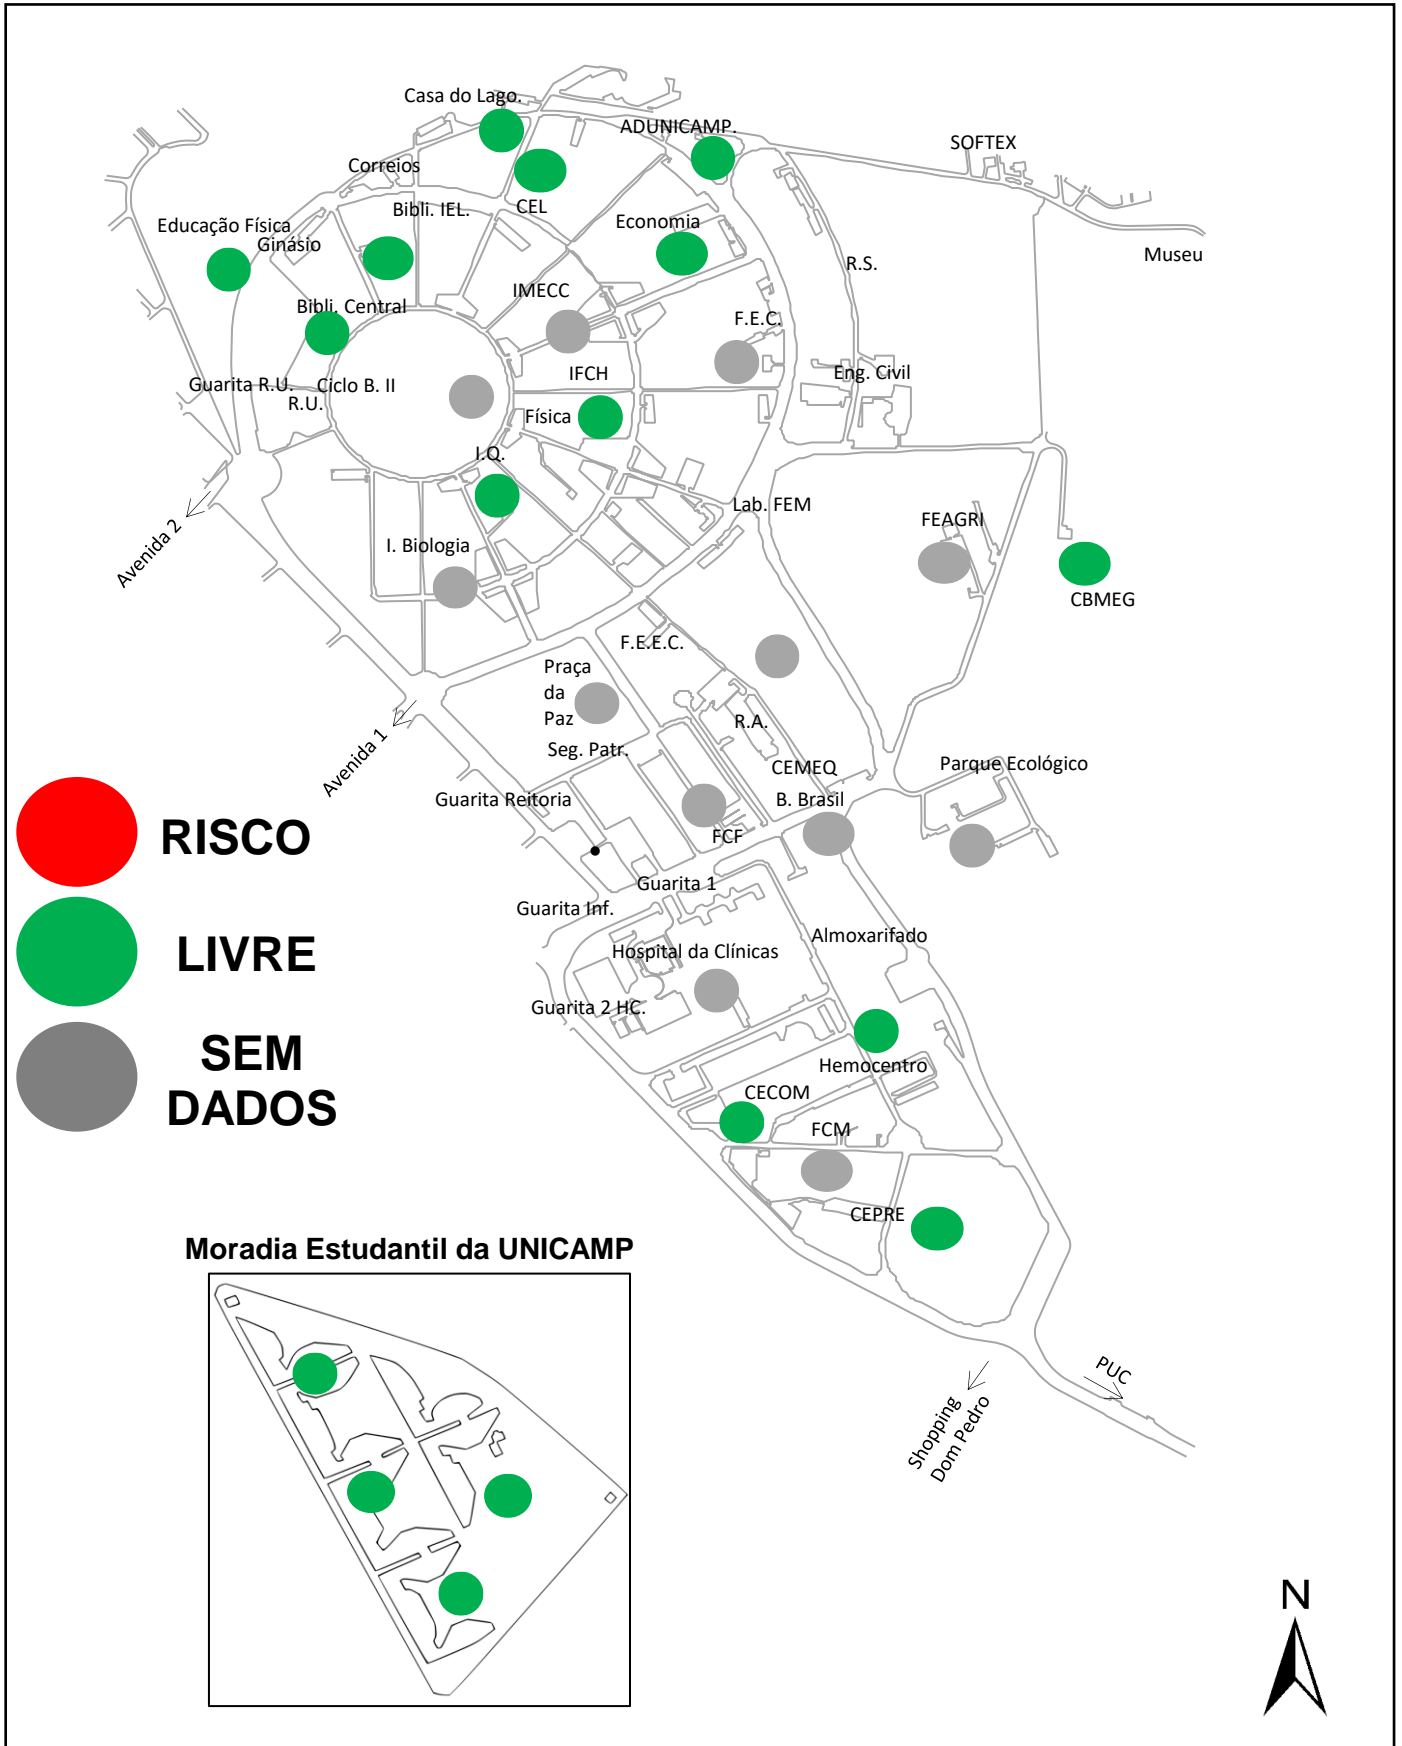 Casa do Lago.
ADUNICAMP.
SOFTEX
Correios
Bibli. IEL.
CEL
Economia
Educação Física
Ginásio
Museu
R.S.
IMECC
Bibli. Central
F.E.C.
Guarita R.U.
Ciclo B. II
R.U.
IFCH
Eng. Civil
Física
I.Q.
Lab. FEM
FEAGRI
Avenida 2
I. Biologia
CBMEG
F.E.E.C.
Praça
da
Paz
R.A.
Avenida 1
Seg. Patr.
CEMEQ
Parque Ecológico
Guarita Reitoria
B. Brasil
FCF
RISCO
Guarita 1
Guarita Inf.
LIVRE
Almoxarifado
Hospital da Clínicas
Guarita 2 HC.
SEM
DADOS
Hemocentro
CECOM
FCM
CEPRE
Moradia Estudantil da UNICAMP
PUC
Shopping
Dom Pedro
N